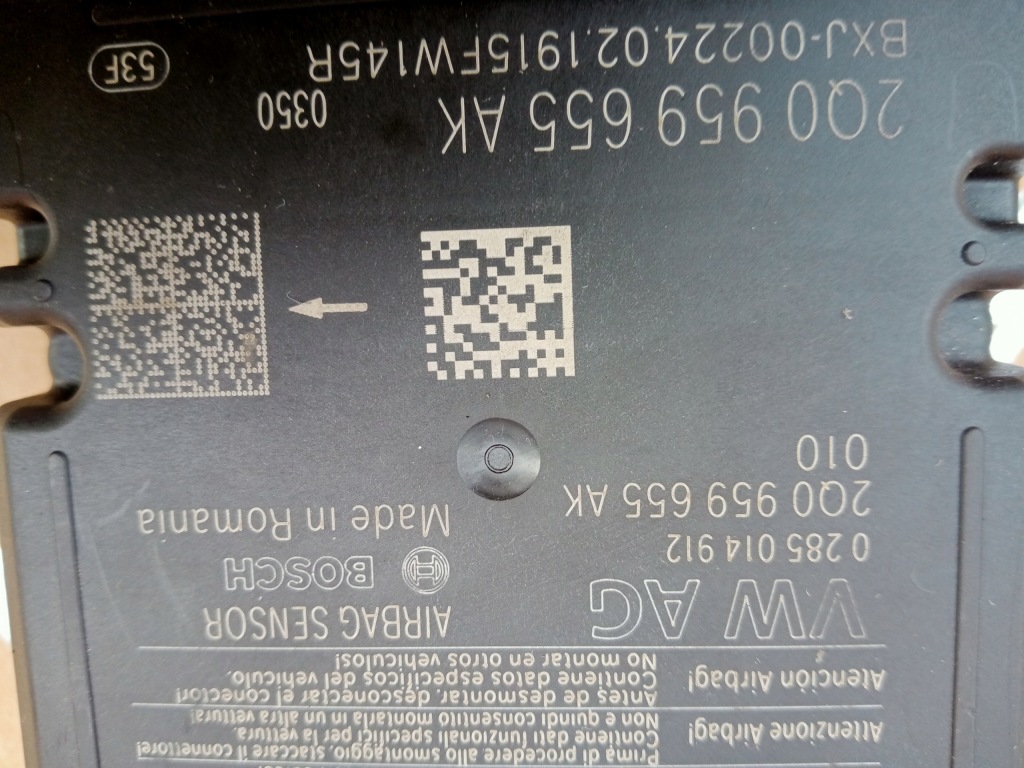 Prima di procedere allo smontaggio, staccare il connettore!
Attenzione Airbag! Contiene dati funzionali specifici per la vettura.
Non e quindi consentito montarla in un altra vettura!
Antes de desmontar, desconectar el conector!
Atención Airbag! Contiene datos específicos del vehículo.
No montar en otros vehículos!
VW AG AIRBAG SENSOR
0 285 014 912 BOSCH
2Q0 959 655 AK Made in Romania
010
2Q0 959 655 AK 0350
BXJ-00224.02.1915FW145R 53F